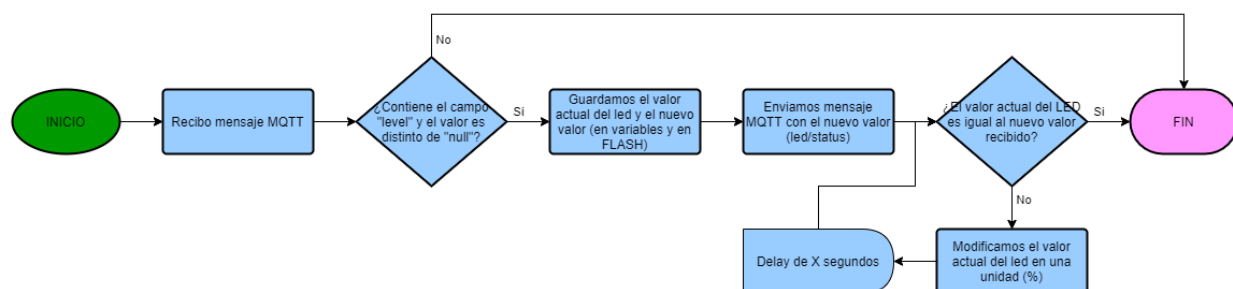 No
INICIO
Recibo mensaje MQTT
¿Contiene el campo
"level" y el valor es
distinto de "null"?
Si
Guardamos el valor
actual del led y el nuevo
valor (en variables y en
FLASH)
Enviamos mensaje
MQTT con el nuevo valor
(led/status)
¿El valor actual del LED
es igual al nuevo valor
recibido?
Si
FIN
No
Modificamos el valor
actual del led en una
unidad (%)
Delay de X segundos